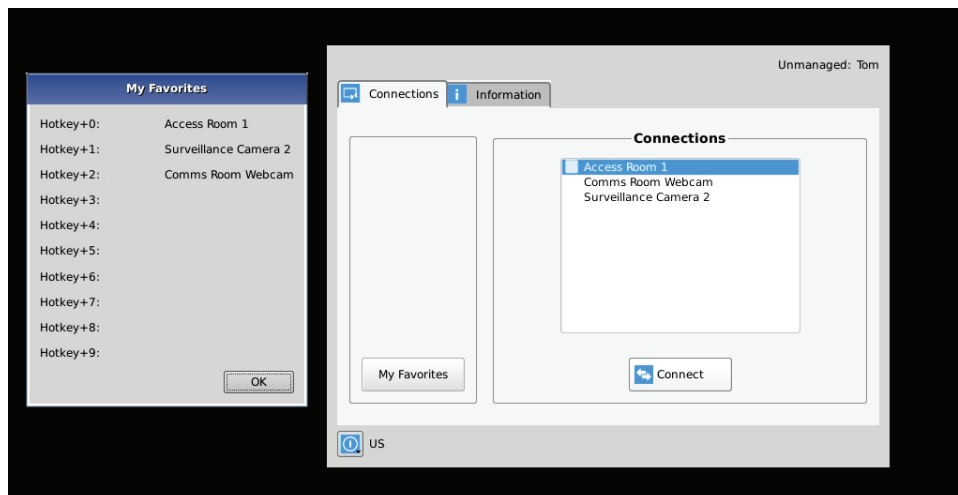 My Favorites
Hotkey+0: Access Room 1
Hotkey+1: Surveillance Camera 2
Hotkey+2: Comms Room Webcam
Hotkey+3:
Hotkey+4:
Hotkey+5:
Hotkey+6:
Hotkey+7:
Hotkey+8:
Hotkey+9:
OK
Unmanaged: Tom
Connections Information
Connections
Access Room 1
Comms Room Webcam
Surveillance Camera 2
My Favorites
Connect
US